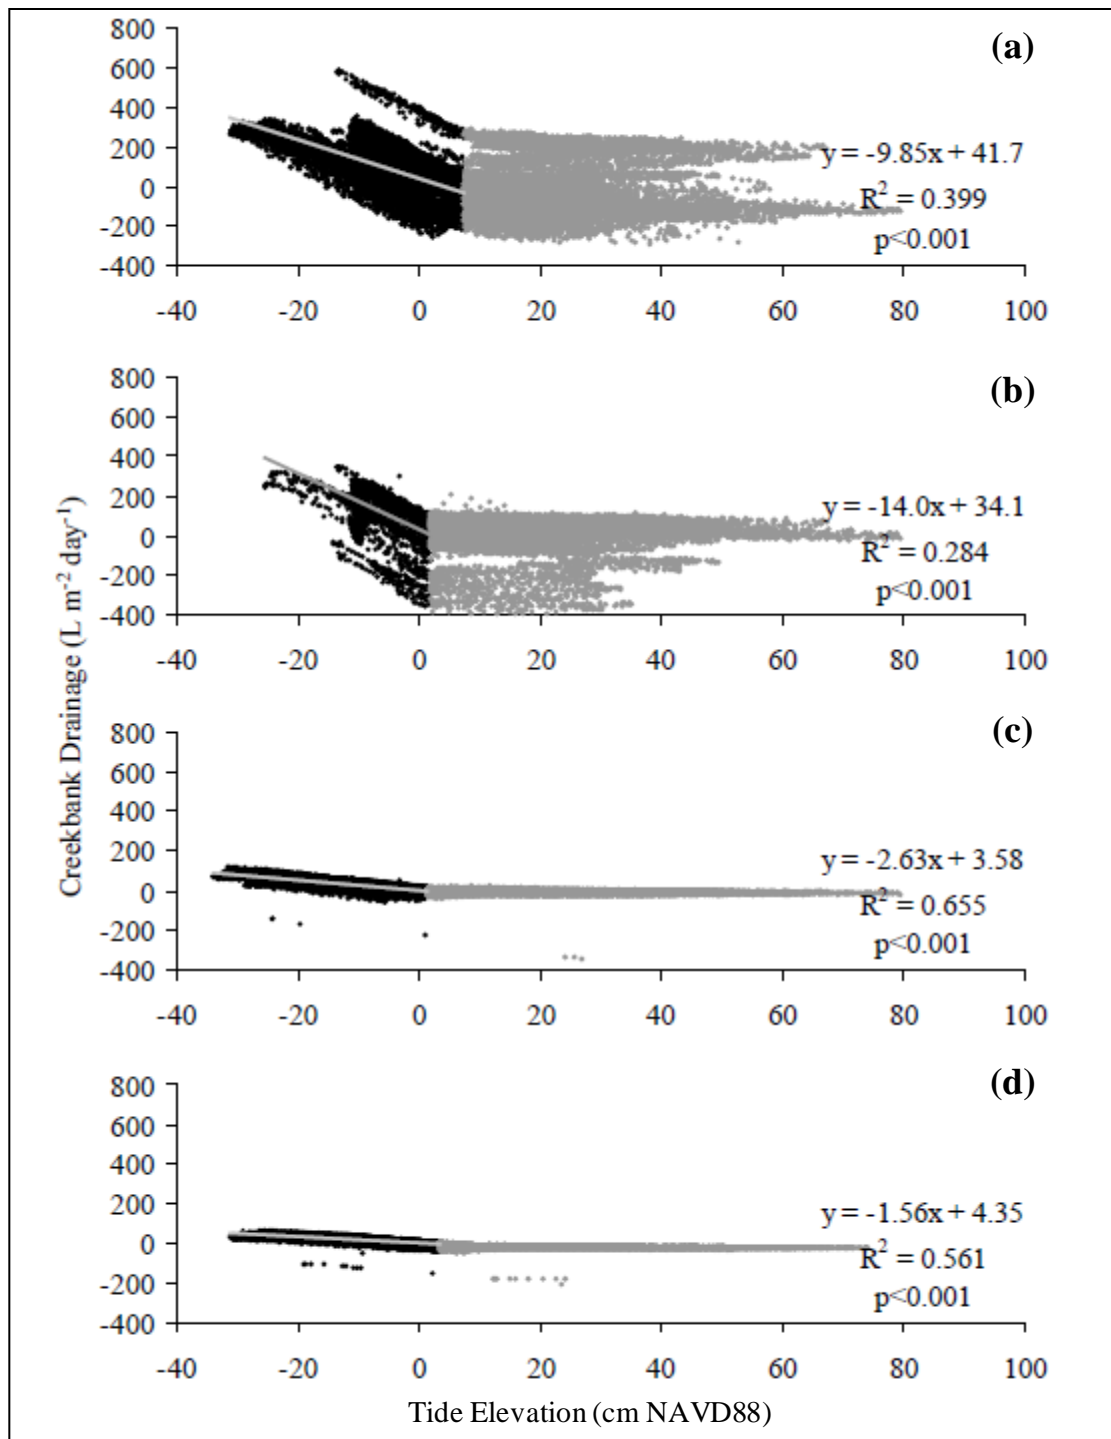 (a)
800
600
400
200
0
-200
-400
y = -9.85x + 41.7
R² = 0.399
p<0.001
-40 -20 0 20 40 60 80 100
(b)
800
600
400
200
0
-200
-400
y = -14.0x + 34.1
R² = 0.284
p<0.001
-40 -20 0 20 40 60 80 100
Creekbank Drainage (L m⁻² day⁻¹)
(c)
800
600
400
200
0
-200
-400
y = -2.63x + 3.58
R² = 0.655
p<0.001
-40 -20 0 20 40 60 80 100
(d)
800
600
400
200
0
-200
-400
y = -1.56x + 4.35
R² = 0.561
p<0.001
-40 -20 0 20 40 60 80 100
Tide Elevation (cm NAVD88)